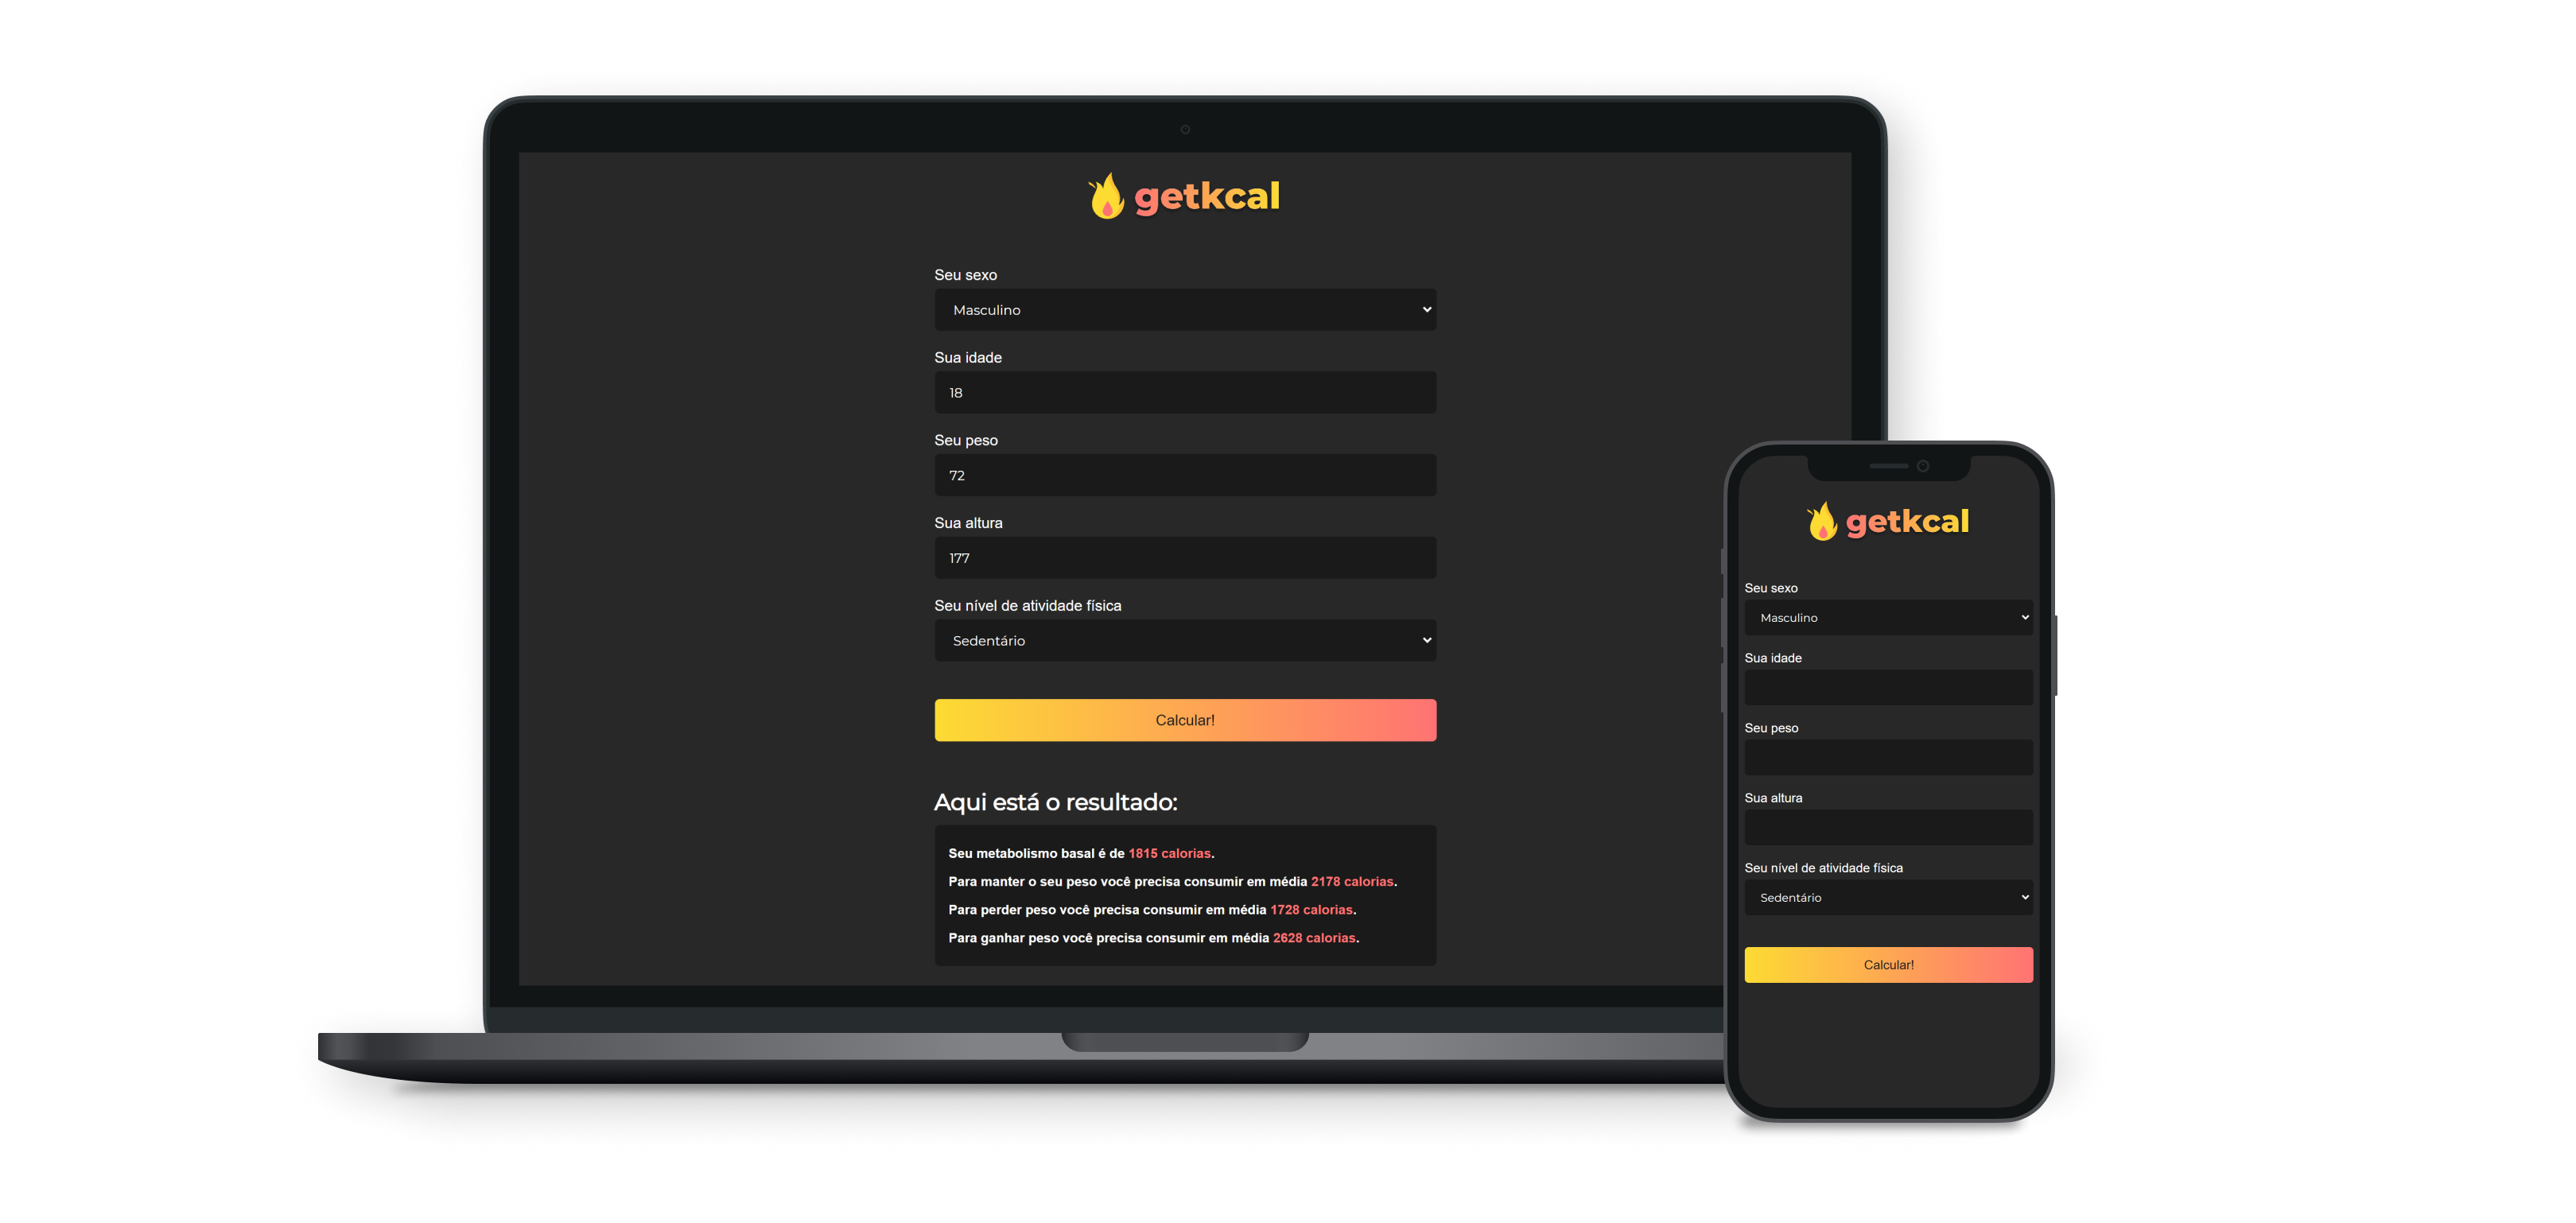 getkcal
Seu sexo
Masculino
Sua idade
18
Seu peso
72
Sua altura
177
Seu nível de atividade física
Sedentário
Calcular!
Aqui está o resultado:
Seu metabolismo basal é de 1815 calorias.
Para manter o seu peso você precisa consumir em média 2178 calorias.
Para perder peso você precisa consumir em média 1728 calorias.
Para ganhar peso você precisa consumir em média 2628 calorias.
getkcal
Seu sexo
Masculino
Sua idade
Seu peso
Sua altura
Seu nível de atividade física
Sedentário
Calcular!